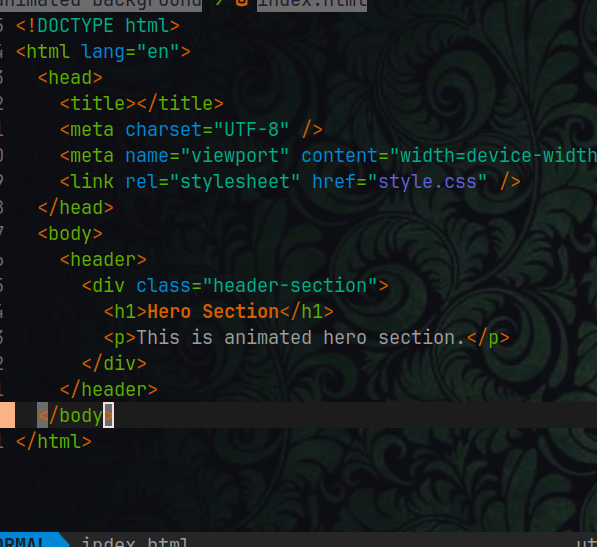 animated background > index.html
5 <!DOCTYPE html>
4 <html lang="en">
3 <head>
2 <title></title>
1 <meta charset="UTF-8" />
0 <meta name="viewport" content="width=device-width
9 <link rel="stylesheet" href="style.css" />
8 </head>
7 <body>
6 <header>
5 <div class="header-section">
4 <h1>Hero Section</h1>
3 <p>This is animated hero section.</p>
2 </div>
1 </header>
</body>
1 </html>
NORMAL index.html ut